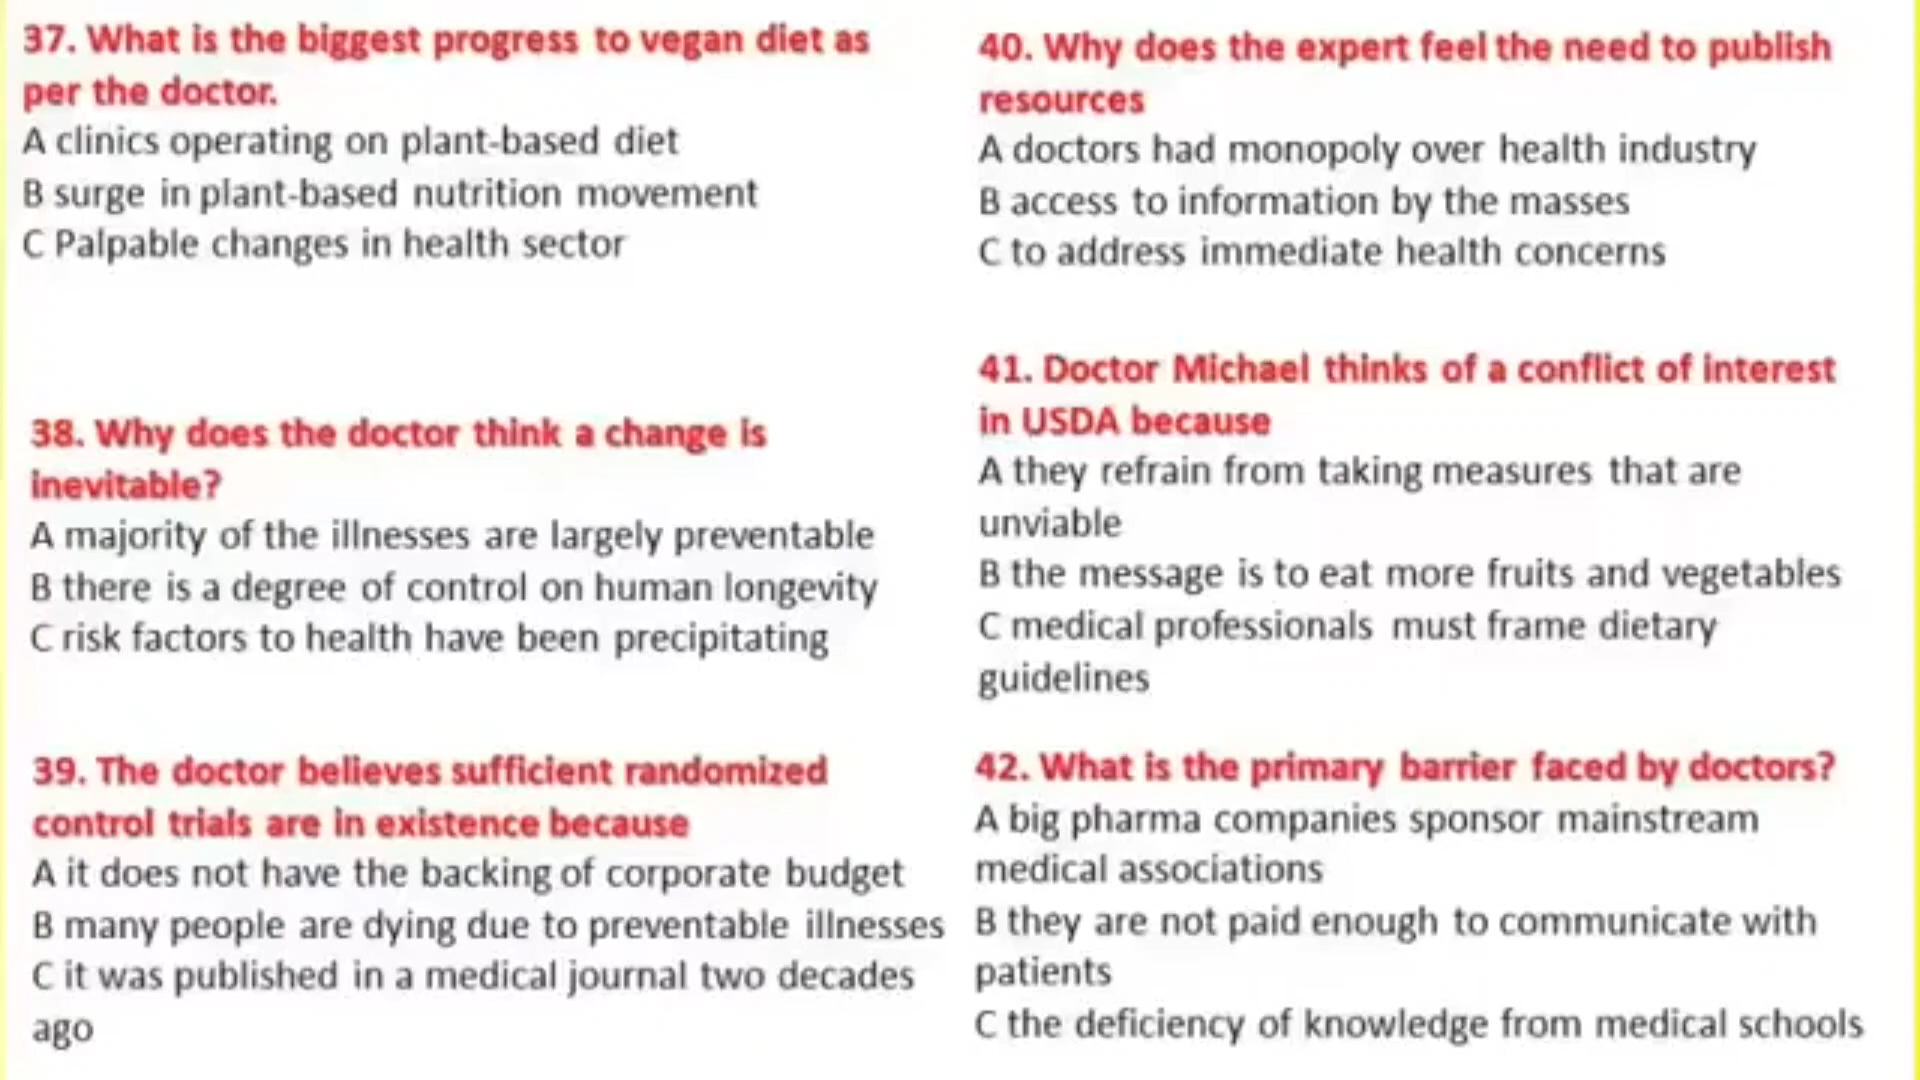 37. What is the biggest progress to vegan diet as
per the doctor.
A clinics operating on plant-based diet
B surge in plant-based nutrition movement
C Palpable changes in health sector
38. Why does the doctor think a change is
inevitable?
A majority of the illnesses are largely preventable
B there is a degree of control on human longevity
C risk factors to health have been precipitating
39. The doctor believes sufficient randomized
control trials are in existence because
A it does not have the backing of corporate budget
B many people are dying due to preventable illnesses
C it was published in a medical journal two decades
ago
40. Why does the expert feel the need to publish
resources
A doctors had monopoly over health industry
B access to information by the masses
C to address immediate health concerns
41. Doctor Michael thinks of a conflict of interest
in USDA because
A they refrain from taking measures that are
unviable
B the message is to eat more fruits and vegetables
C medical professionals must frame dietary
guidelines
42. What is the primary barrier faced by doctors?
A big pharma companies sponsor mainstream
medical associations
B they are not paid enough to communicate with
patients
C the deficiency of knowledge from medical schools